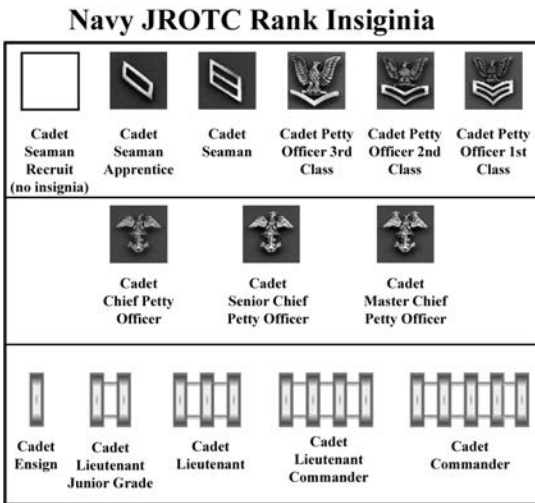 Navy JROTC Rank Insiginia
Cadet
Seaman
Recruit
(no insignia)
Cadet
Seaman
Apprentice
Cadet
Seaman
Cadet Petty
Officer 3rd
Class
Cadet Petty
Officer 2nd
Class
Cadet Petty
Officer 1st
Class
Cadet
Chief Petty
Officer
Cadet
Senior Chief
Petty Officer
Cadet
Master Chief
Petty Officer
Cadet
Ensign
Cadet
Lieutenant
Junior Grade
Cadet
Lieutenant
Cadet
Lieutenant
Commander
Cadet
Commander